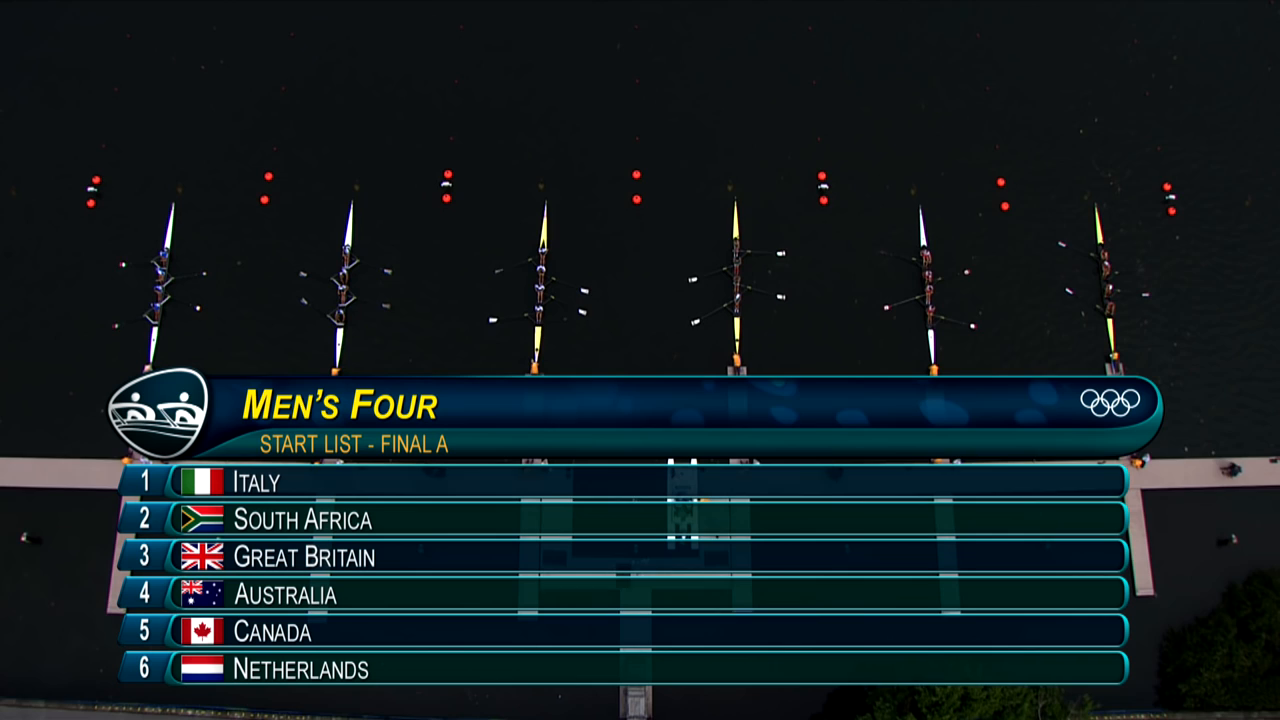 MEN'S FOUR
START LIST - FINAL A
1 ITALY
2 SOUTH AFRICA
3 GREAT BRITAIN
4 AUSTRALIA
5 CANADA
6 NETHERLANDS